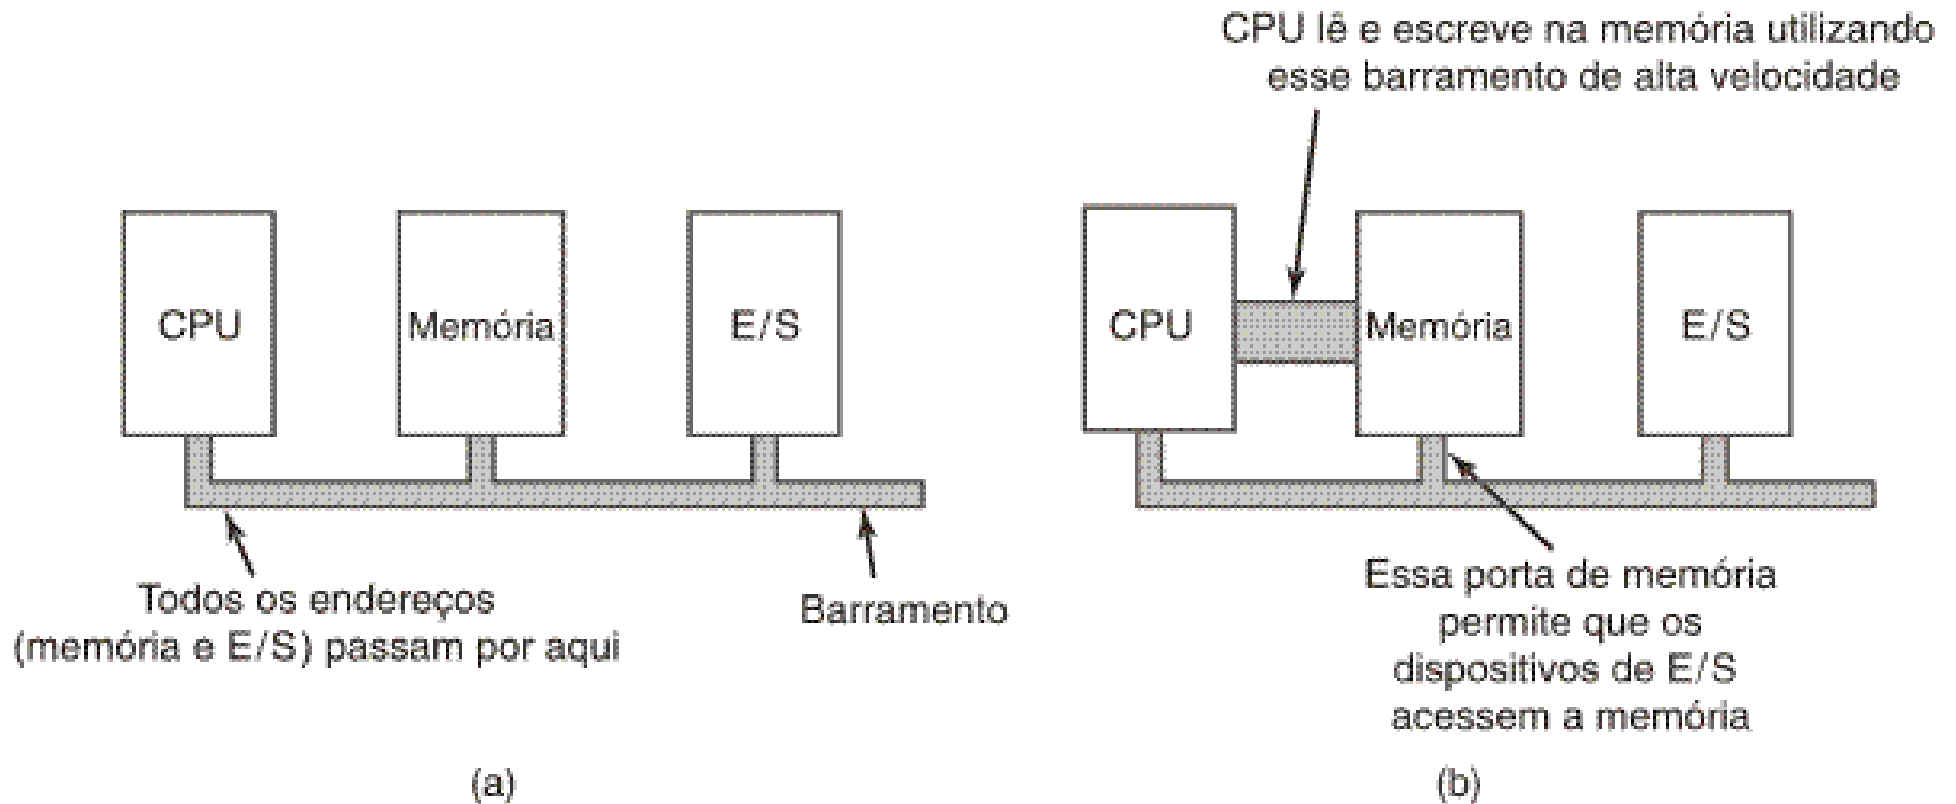 CPU lê e escreve na memória utilizando
esse barramento de alta velocidade
CPU
Memória
E/S
CPU
Memória
E/S
Todos os endereços
(memória e E/S) passam por aqui
Barramento
Essa porta de memória
permite que os
dispositivos de E/S
acessem a memória
(a)
(b)